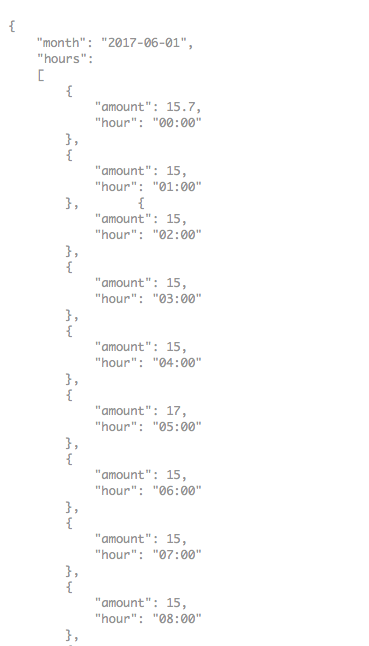 {
    "month": "2017-06-01",
    "hours":
    [
        {
            "amount": 15.7,
            "hour": "00:00"
        },
        {
            "amount": 15,
            "hour": "01:00"
        },        {
            "amount": 15,
            "hour": "02:00"
        },
        {
            "amount": 15,
            "hour": "03:00"
        },
        {
            "amount": 15,
            "hour": "04:00"
        },
        {
            "amount": 17,
            "hour": "05:00"
        },
        {
            "amount": 15,
            "hour": "06:00"
        },
        {
            "amount": 15,
            "hour": "07:00"
        },
        {
            "amount": 15,
            "hour": "08:00"
        },